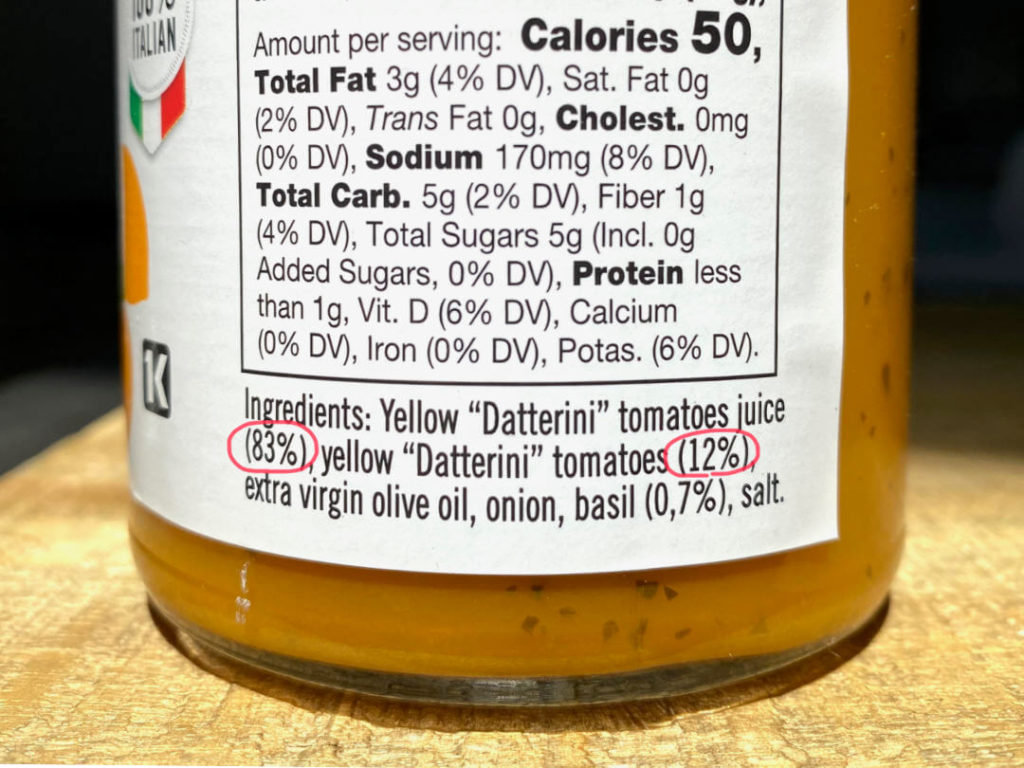 100%
ITALIAN
Amount per serving: Calories 50,
Total Fat 3g (4% DV), Sat. Fat 0g
(2% DV), Trans Fat 0g, Cholest. 0mg
(0% DV), Sodium 170mg (8% DV),
Total Carb. 5g (2% DV), Fiber 1g
(4% DV), Total Sugars 5g (Incl. 0g
Added Sugars, 0% DV), Protein less
than 1g, Vit. D (6% DV), Calcium
(0% DV), Iron (0% DV), Potas. (6% DV).
1K
Ingredients: Yellow “Datterini” tomatoes juice
(83%), yellow “Datterini” tomatoes (12%),
extra virgin olive oil, onion, basil (0,7%), salt.